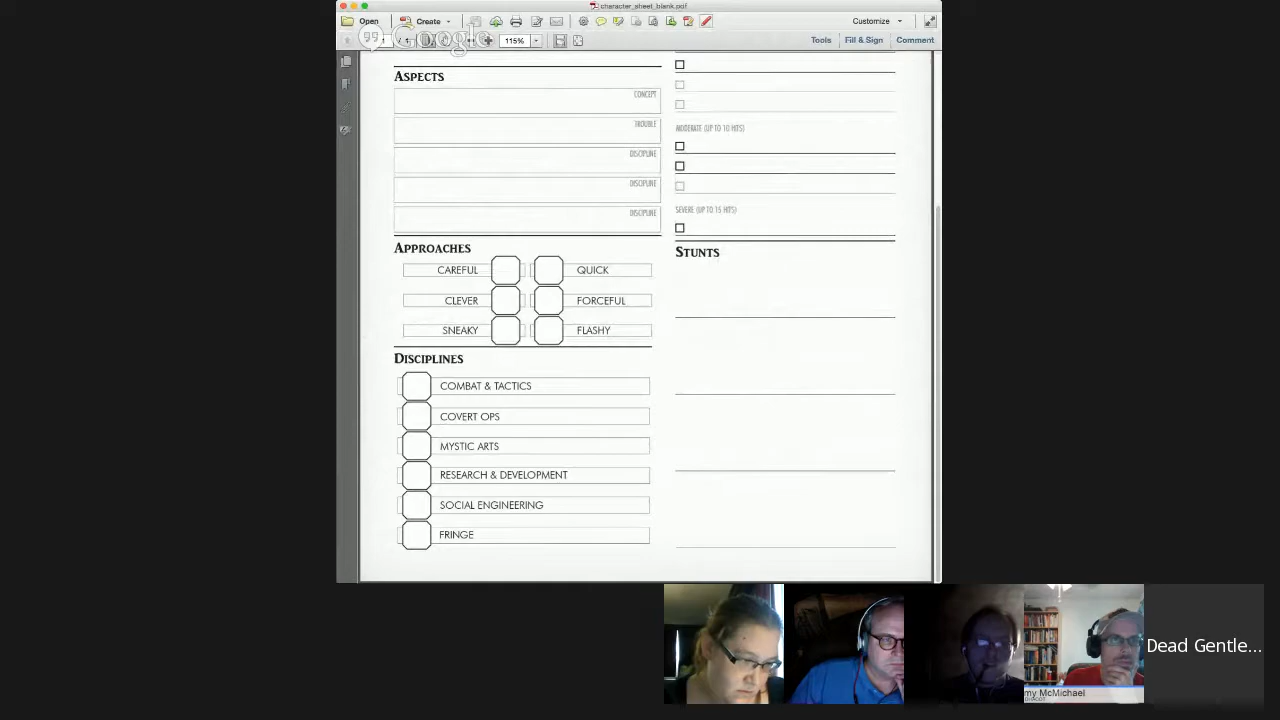 character_sheet_blank.pdf
Open
Create
115%
Customize
Google
Tools
Fill & Sign
Comment
ASPECTS
CONCEPT
TROUBLE
DISCIPLINE
DISCIPLINE
DISCIPLINE
MODERATE (UP TO 10 HITS)
SEVERE (UP TO 15 HITS)
APPROACHES
CAREFUL
QUICK
CLEVER
FORCEFUL
SNEAKY
FLASHY
STUNTS
DISCIPLINES
COMBAT & TACTICS
COVERT OPS
MYSTIC ARTS
RESEARCH & DEVELOPMENT
SOCIAL ENGINEERING
FRINGE
my McMichael
Dead Gentle...